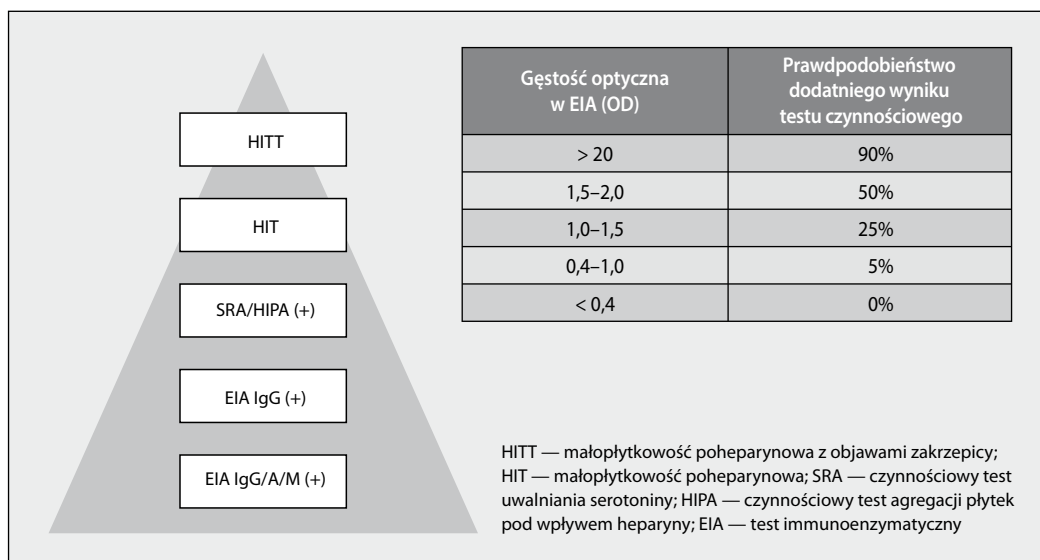 HITT
HIT
SRA/HIPA (+)
EIA IgG (+)
EIA IgG/A/M (+)
Gęstość optyczna
w EIA (OD)
Prawdpodobieństwo
dodatniego wyniku
testu czynnościowego
> 20 90%
1,5–2,0 50%
1,0–1,5 25%
0,4–1,0 5%
< 0,4 0%
HITT — małopłytkowość poheparynowa z objawami zakrzepicy;
HIT — małopłytkowość poheparynowa; SRA — czynnościowy test
uwalniania serotoniny; HIPA — czynnościowy test agregacji płytek
pod wpływem heparyny; EIA — test immunoenzymatyczny